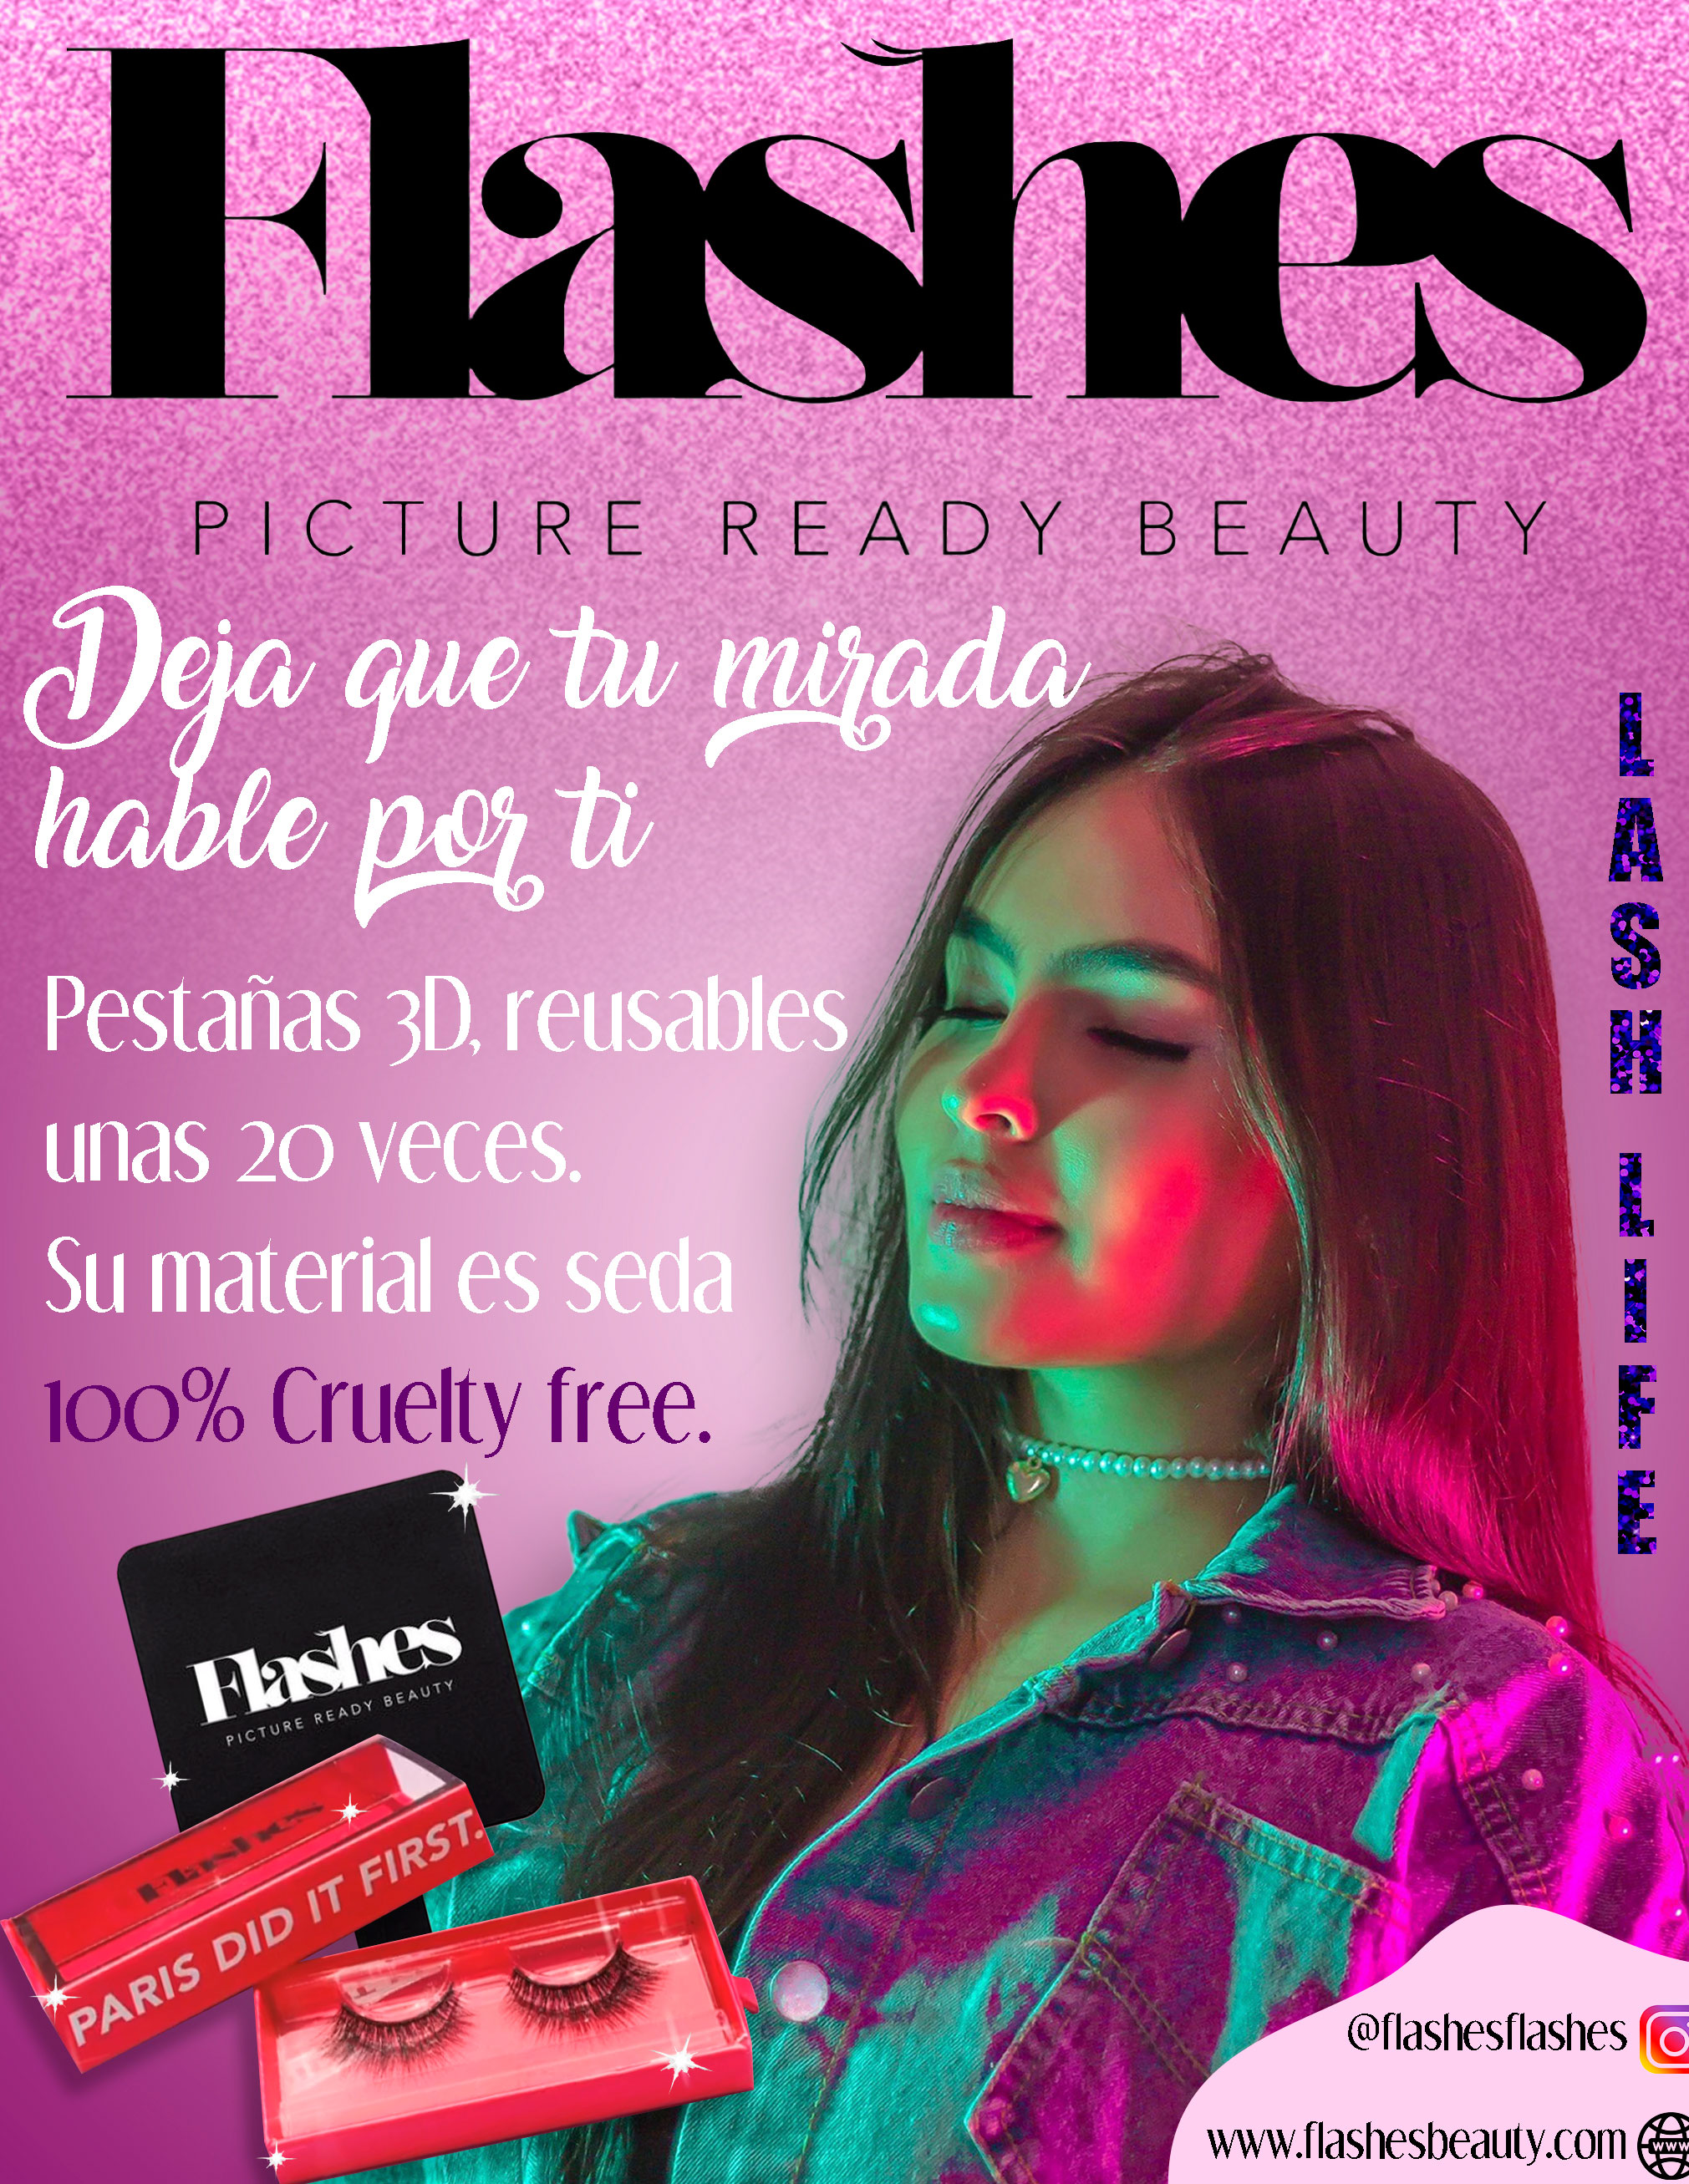 Flashes
PICTURE READY BEAUTY
Deja que tu mirada
hable por ti
Pestañas 3D, reusables
unas 20 veces.
Su material es seda
100% Cruelty free.
LASH LIFE
Flashes
PICTURE READY BEAUTY
Flashes
PARIS DID IT FIRST.
@flashesflashes
www.flashesbeauty.com
www